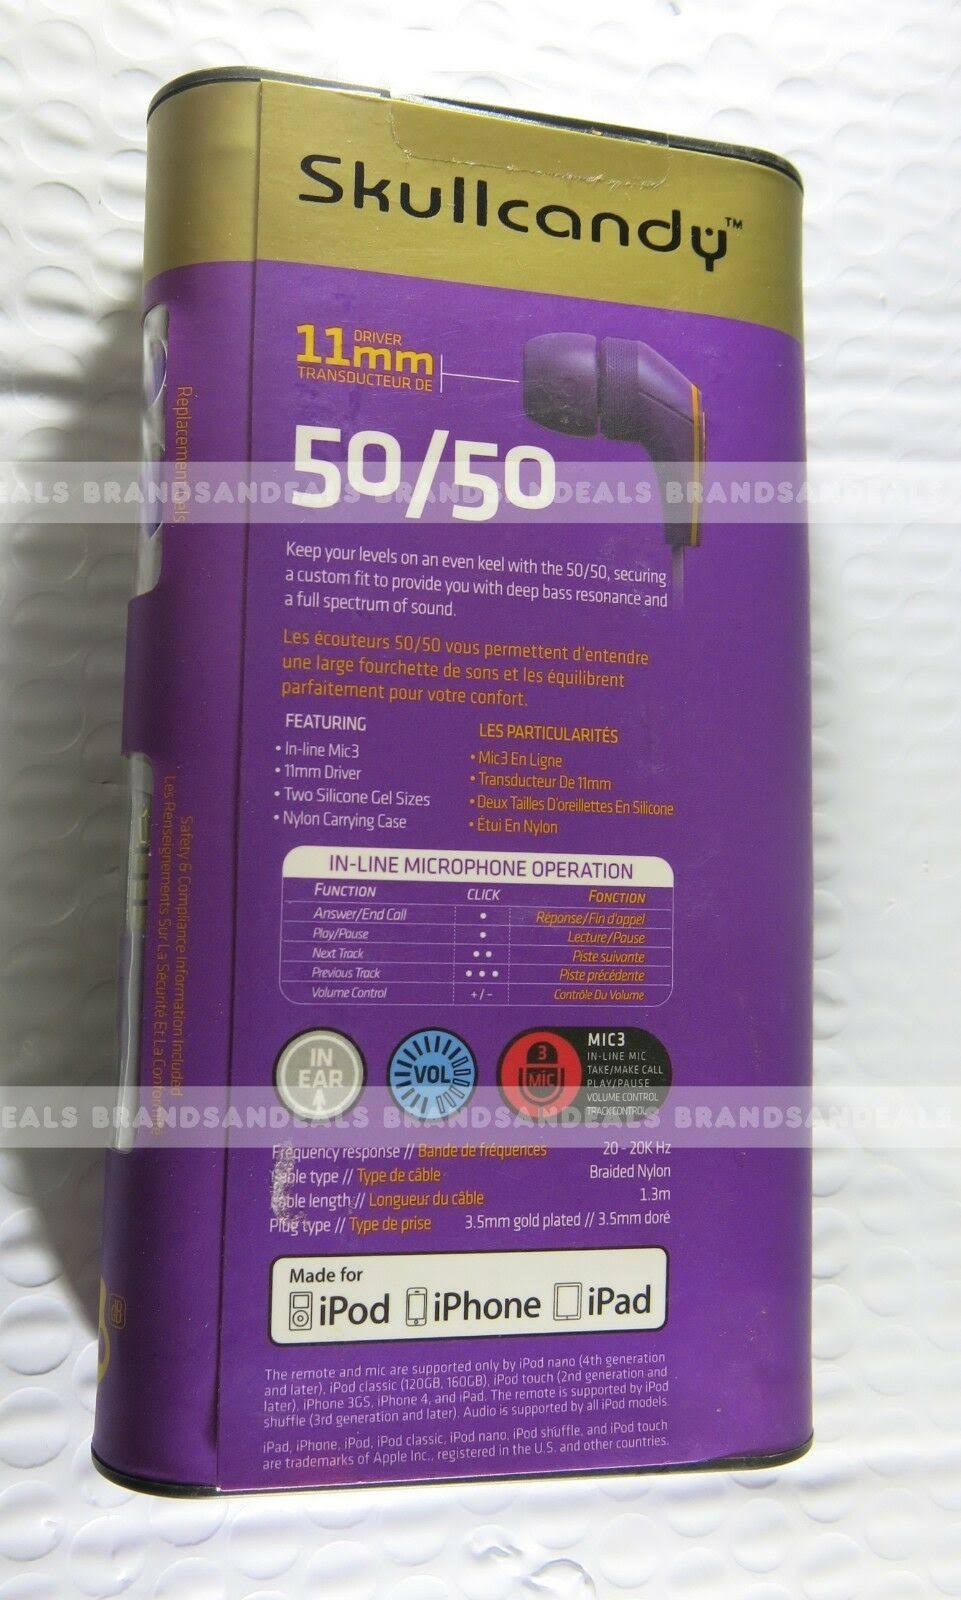 Skullcandy™
DRIVER
11mm
TRANSDUCTEUR DE
50/50
EALS BRANDSANDEALS BRANDSANDEALS BRANDSANDEALS
Keep your levels on an even keel with the 50/50, securing
a custom fit to provide you with deep bass resonance and
a full spectrum of sound.
Les écouteurs 50/50 vous permettent d'entendre
une large fourchette de sons et les équilibrent
parfaitement pour votre confort.
FEATURING
• In-line Mic3
• 11mm Driver
• Two Silicone Gel Sizes
• Nylon Carrying Case
LES PARTICULARITÉS
• Mic3 En Ligne
• Transducteur De 11mm
• Deux Tailles D'oreillettes En Silicone
• Étui En Nylon
IN-LINE MICROPHONE OPERATION
FUNCTION CLICK FONCTION
Answer/End Call • Réponse/Fin d'appel
Play/Pause • Lecture/Pause
Next Track •• Piste suivante
Previous Track ••• Piste précédente
Volume Control +/- Contrôle Du Volume
IN
EAR
VOL
3
MIC
MIC3
IN-LINE MIC
TAKE/MAKE CALL
PLAY/PAUSE
VOLUME CONTROL
TRACK CONTROL
EALS BRANDSANDEALS BRANDSANDEALS BRANDSANDEALS
Frequency response // Bande de fréquences 20 - 20K Hz
Cable type // Type de câble Braided Nylon
Cable length // Longueur du câble 1.3m
Plug type // Type de prise 3.5mm gold plated // 3.5mm doré
Made for
iPod iPhone iPad
The remote and mic are supported only by iPod nano (4th generation
and later), iPod classic (120GB, 160GB), iPod touch (2nd generation and
later), iPhone 3GS, iPhone 4, and iPad. The remote is supported by iPod
shuffle (3rd generation and later). Audio is supported by all iPod models.
iPad, iPhone, iPod, iPod classic, iPod nano, iPod shuffle, and iPod touch
are trademarks of Apple Inc., registered in the U.S. and other countries.
Replacement Gels
Safety & Compliance Information Included
Les Renseignements Sur La Sécurité Et La Conformité